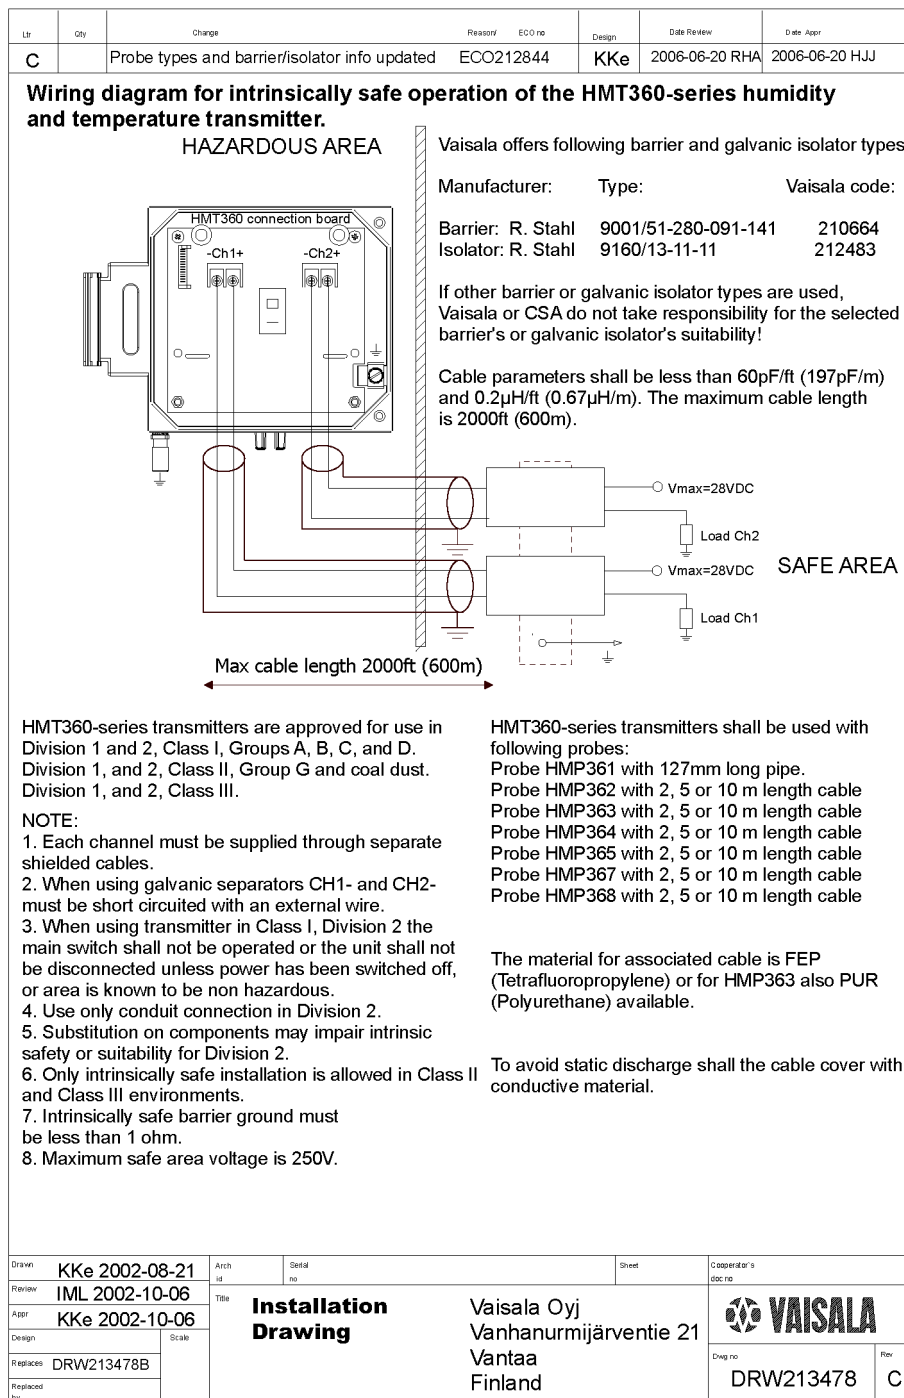 Ltr Qty Change Reason/ ECO no Design Date Review Date Appr
C Probe types and barrier/isolator info updated ECO212844 KKe 2006-06-20 RHA 2006-06-20 HJJ
Wiring diagram for intrinsically safe operation of the HMT360-series humidity
and temperature transmitter.
HAZARDOUS AREA
Vaisala offers following barrier and galvanic isolator types
Manufacturer: Type: Vaisala code:
Barrier: R. Stahl 9001/51-280-091-141 210664
Isolator: R. Stahl 9160/13-11-11 212483
If other barrier or galvanic isolator types are used,
Vaisala or CSA do not take responsibility for the selected
barrier's or galvanic isolator's suitability!
Cable parameters shall be less than 60pF/ft (197pF/m)
and 0.2µH/ft (0.67µH/m). The maximum cable length
is 2000ft (600m).
HMT360 connection board
-Ch1+ -Ch2+
Vmax=28VDC
Load Ch2
Vmax=28VDC
SAFE AREA
Load Ch1
Max cable length 2000ft (600m)
HMT360-series transmitters are approved for use in
Division 1 and 2, Class I, Groups A, B, C, and D.
Division 1, and 2, Class II, Group G and coal dust.
Division 1, and 2, Class III.
NOTE:
1. Each channel must be supplied through separate
shielded cables.
2. When using galvanic separators CH1- and CH2-
must be short circuited with an external wire.
3. When using transmitter in Class I, Division 2 the
main switch shall not be operated or the unit shall not
be disconnected unless power has been switched off,
or area is known to be non hazardous.
4. Use only conduit connection in Division 2.
5. Substitution on components may impair intrinsic
safety or suitability for Division 2.
6. Only intrinsically safe installation is allowed in Class II
and Class III environments.
7. Intrinsically safe barrier ground must
be less than 1 ohm.
8. Maximum safe area voltage is 250V.
HMT360-series transmitters shall be used with
following probes:
Probe HMP361 with 127mm long pipe.
Probe HMP362 with 2, 5 or 10 m length cable
Probe HMP363 with 2, 5 or 10 m length cable
Probe HMP364 with 2, 5 or 10 m length cable
Probe HMP365 with 2, 5 or 10 m length cable
Probe HMP367 with 2, 5 or 10 m length cable
Probe HMP368 with 2, 5 or 10 m length cable
The material for associated cable is FEP
(Tetrafluoropropylene) or for HMP363 also PUR
(Polyurethane) available.
To avoid static discharge shall the cable cover with
conductive material.
Drawn KKe 2002-08-21
Review IML 2002-10-06
Appr KKe 2002-10-06
Design Scale
Replaces DRW213478B
Replaced
by
Arch
id
Serial
no
Sheet
Cooperator's
doc no
Title
Installation
Drawing
Vaisala Oyj
Vanhanurmijärventie 21
Vantaa
Finland
VAISALA
Dwg no Rev
DRW213478 C